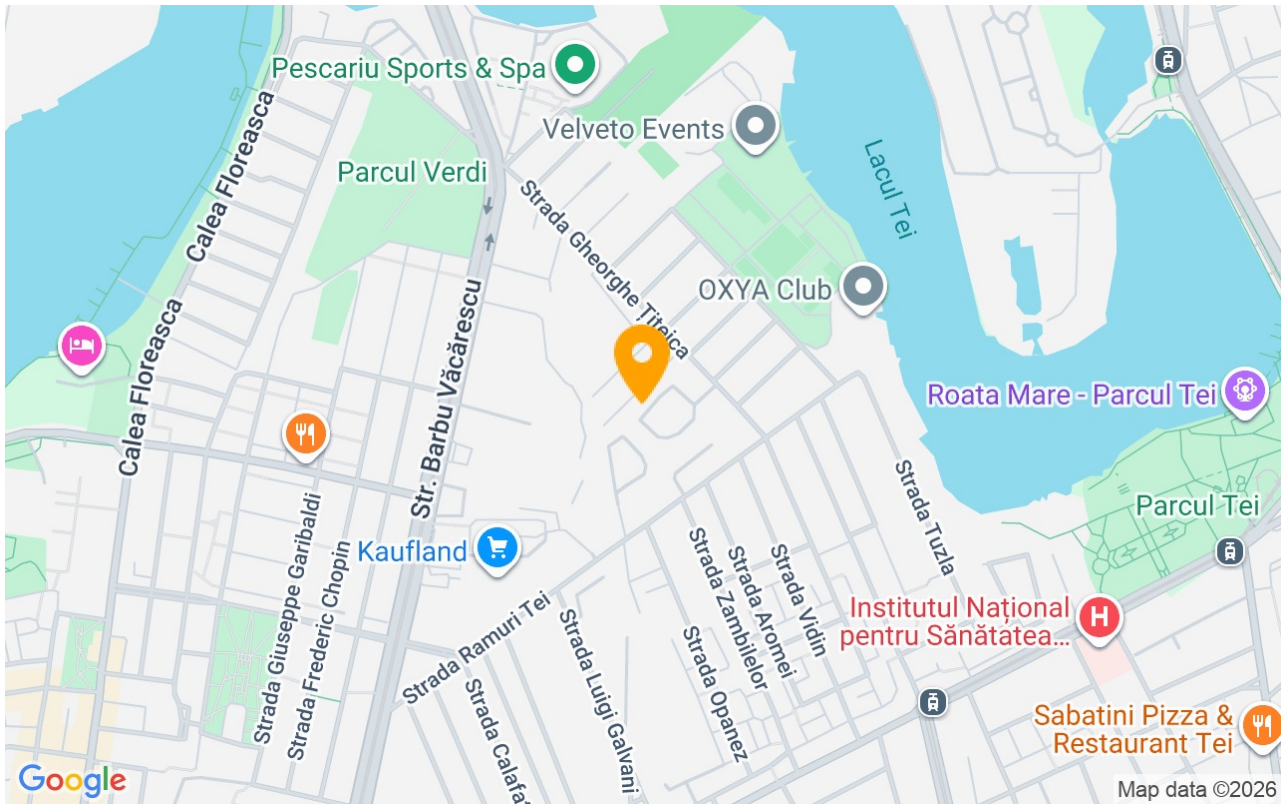 Pescariu Sports & Spa
Velveto Events
Calea Floreasca
Parcul Verdi
Lacul Tei
Strada Gheorghe Țițeica
OXYA Club
Calea Floreasca
Str. Barbu Văcărescu
Roata Mare - Parcul Tei
Strada Tuzla
Parcul Tei
Kaufland
Strada Giuseppe Garibaldi
Strada Frederic Chopin
Strada Ramuri Tei
Strada Zambilelor
Strada Aromei
Strada Vidin
Institutul Național
pentru Sănătatea...
H
Strada Luigi Galvani
Strada Opanez
Strada Calafat
Sabatini Pizza &
Restaurant Tei
Google
Map data ©2026